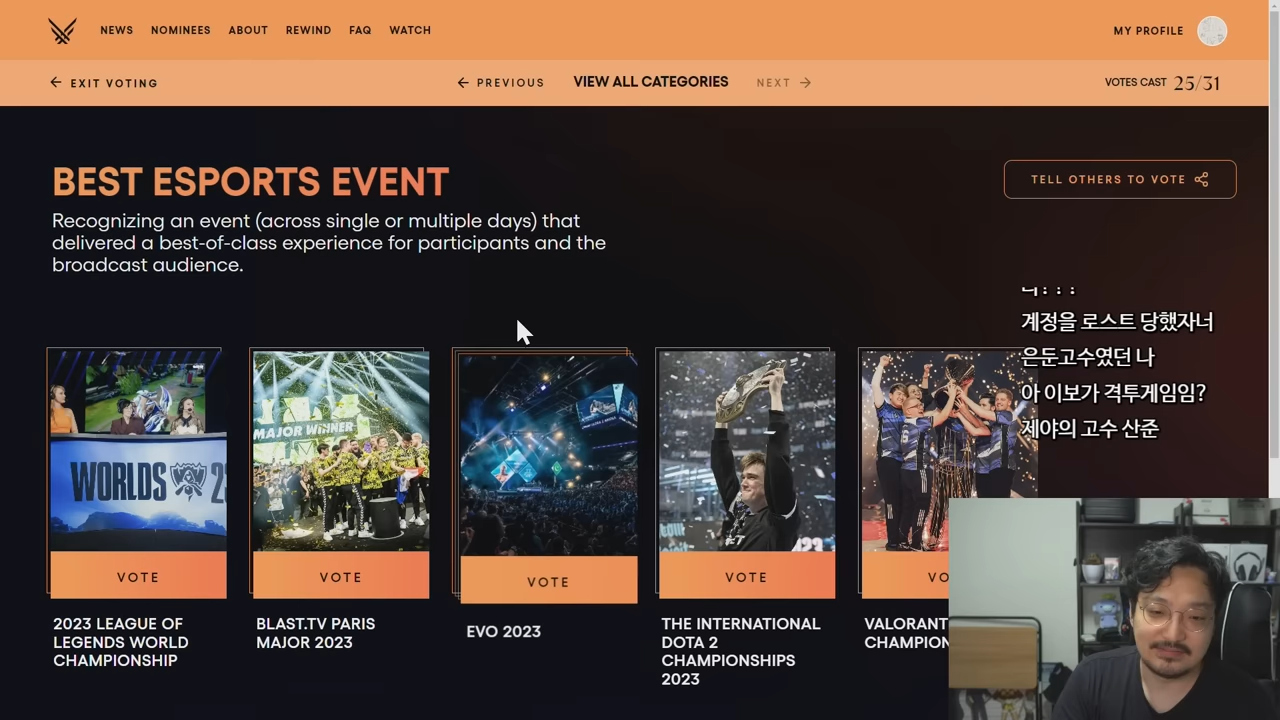 NEWS NOMINEES ABOUT REWIND FAQ WATCH
MY PROFILE
EXIT VOTING
PREVIOUS VIEW ALL CATEGORIES NEXT
VOTES CAST 25/31
BEST ESPORTS EVENT
TELL OTHERS TO VOTE
Recognizing an event (across single or multiple days) that
delivered a best-of-class experience for participants and the
broadcast audience.
계정을 로스트 당했자너
은둔고수였던 나
아 이보가 격투게임임?
제야의 고수 산준
MAJOR WINNER
WORLDS 23
VOTE
VOTE
VOTE
VOTE
VO
2023 LEAGUE OF
LEGENDS WORLD
CHAMPIONSHIP
BLAST.TV PARIS
MAJOR 2023
EVO 2023
THE INTERNATIONAL
DOTA 2
CHAMPIONSHIPS
2023
VALORANT
CHAMPION